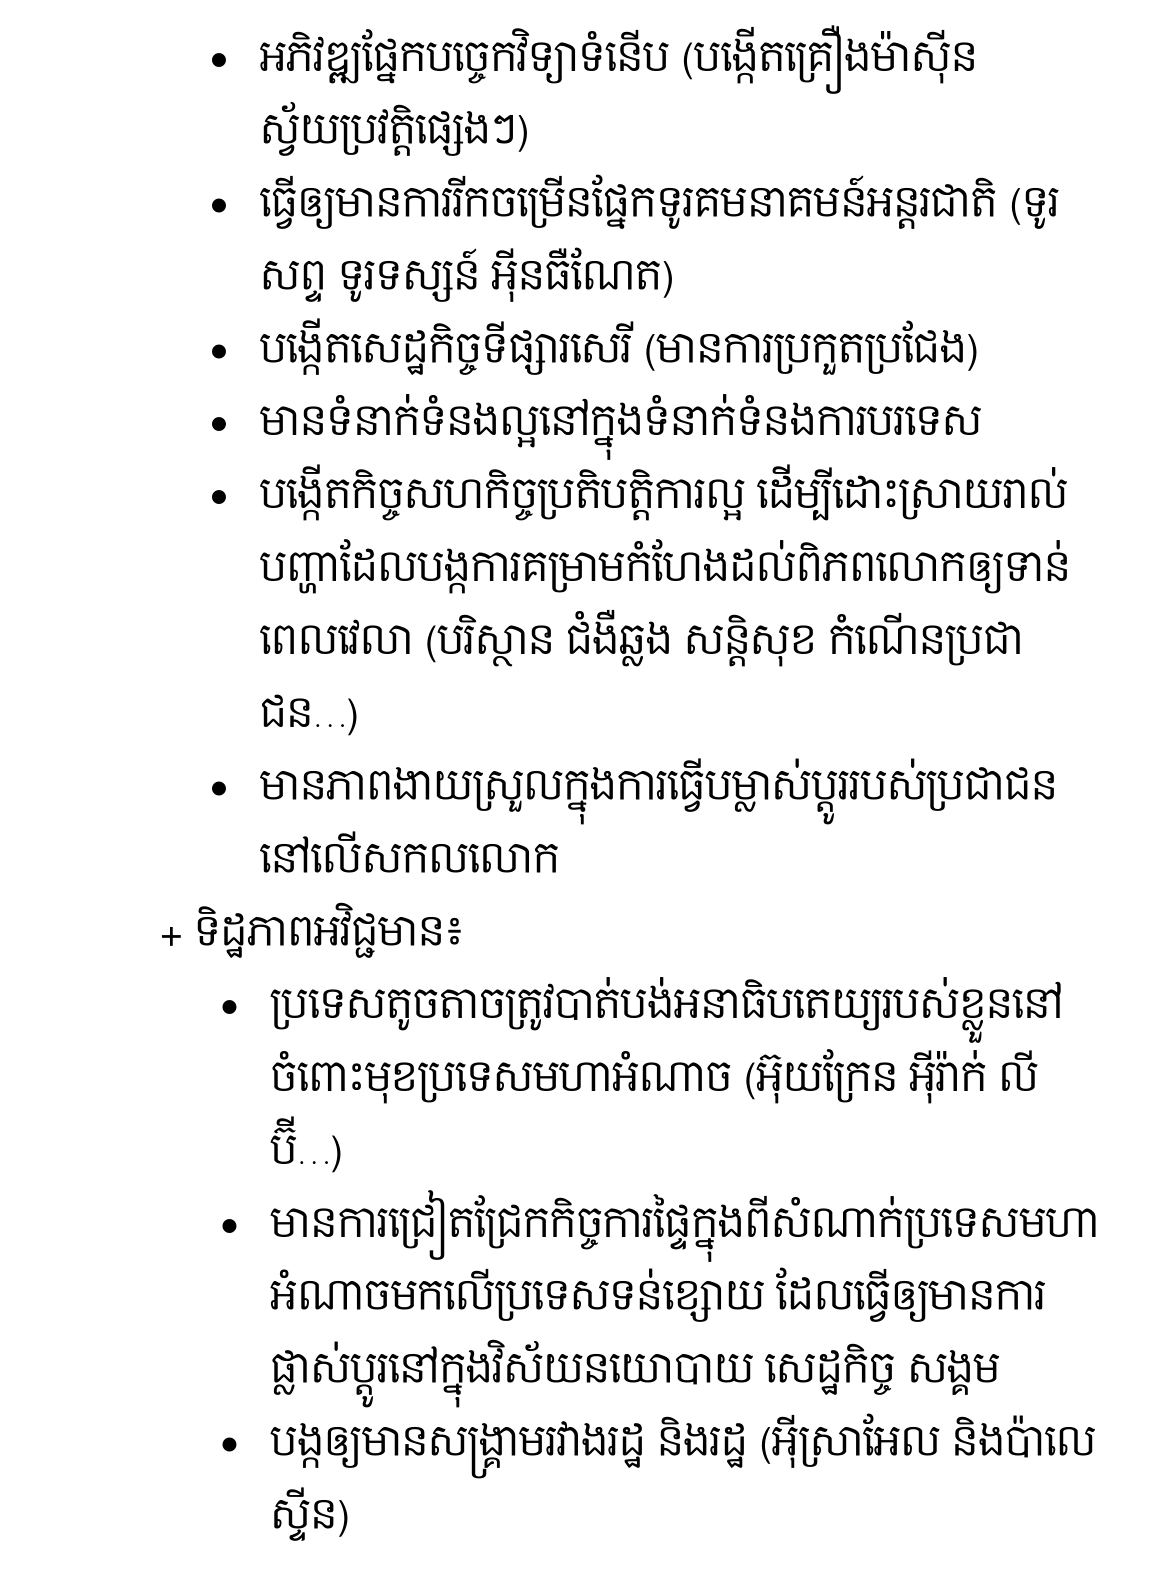 • អភិវឌ្ឍផ្នែកបច្ចេកវិទ្យាទំនើប (បង្កើតគ្រឿងម៉ាស៊ីន
ស្វ័យប្រវត្តិផ្សេងៗ)
• ធ្វើឲ្យមានការរីកចម្រើនផ្នែកទូរគមនាគមន៍អន្តរជាតិ (ទូរ
សព្ទ ទូរទស្សន៍ អ៊ីនធឺណែត)
• បង្កើតសេដ្ឋកិច្ចទីផ្សារសេរី (មានការប្រកួតប្រជែង)
• មានទំនាក់ទំនងល្អនៅក្នុងទំនាក់ទំនងការបរទេស
• បង្កើតកិច្ចសហកិច្ចប្រតិបត្តិការល្អ ដើម្បីដោះស្រាយរាល់
បញ្ហាដែលបង្កការគម្រាមកំហែងដល់ពិភពលោកឲ្យទាន់
ពេលវេលា (បរិស្ថាន ជំងឺឆ្លង សន្តិសុខ កំណើនប្រជា
ជន…)
• មានភាពងាយស្រួលក្នុងការធ្វើបម្លាស់ប្ដូររបស់ប្រជាជន
នៅលើសកលលោក
+ ទិដ្ឋភាពអវិជ្ជមាន៖
• ប្រទេសតូចតាចត្រូវបាត់បង់អនាធិបតេយ្យរបស់ខ្លួននៅ
ចំពោះមុខប្រទេសមហាអំណាច (អ៊ុយក្រែន អ៊ីរ៉ាក់ លី
ប៊ី…)
• មានការជ្រៀតជ្រែកកិច្ចការផ្ទៃក្នុងពីសំណាក់ប្រទេសមហា
អំណាចមកលើប្រទេសទន់ខ្សោយ ដែលធ្វើឲ្យមានការ
ផ្លាស់ប្ដូរនៅក្នុងវិស័យនយោបាយ សេដ្ឋកិច្ច សង្គម
• បង្កឲ្យមានសង្គ្រាមរវាងរដ្ឋ និងរដ្ឋ (អ៊ីស្រាអែល និងប៉ាលេ
ស្ទីន)